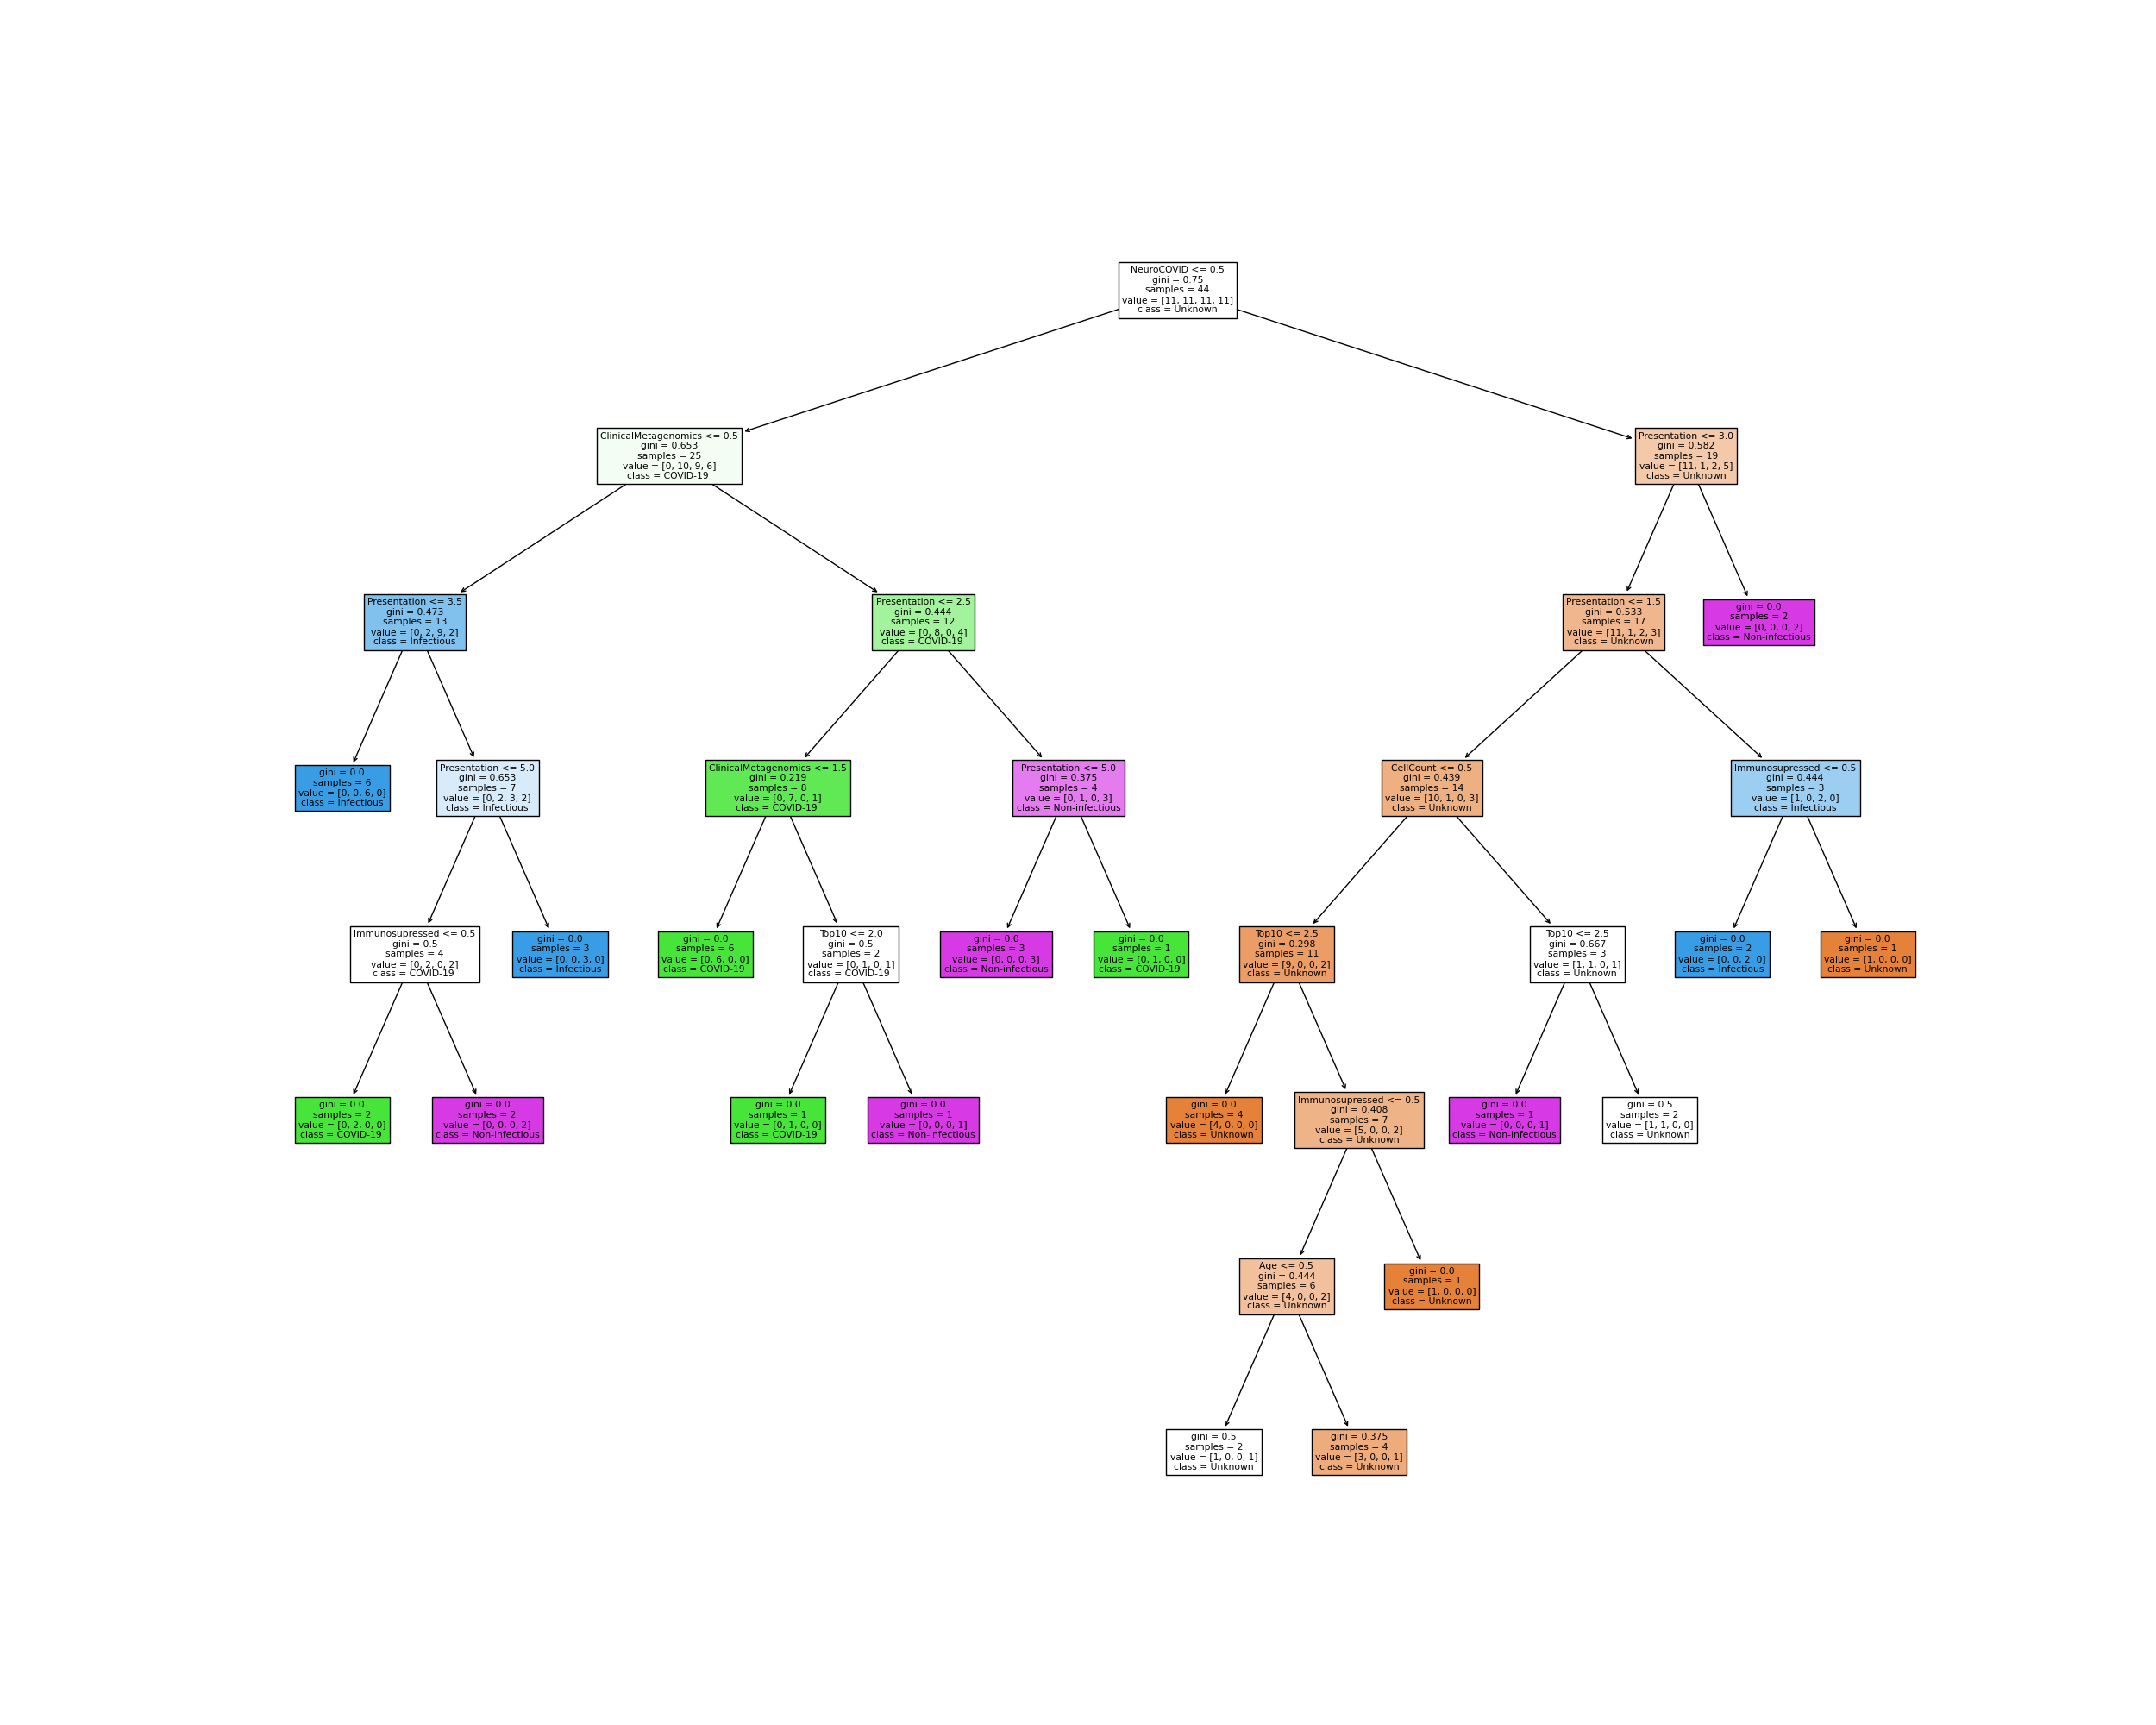 NeuroCOVID <= 0.5
gini = 0.75
samples = 44
value = [11, 11, 11, 11]
class = Unknown
ClinicalMetagenomics <= 0.5
gini = 0.653
samples = 25
value = [0, 10, 9, 6]
class = COVID-19
Presentation <= 3.0
gini = 0.582
samples = 19
value = [11, 1, 2, 5]
class = Unknown
Presentation <= 3.5
gini = 0.473
samples = 13
value = [0, 2, 9, 2]
class = Infectious
Presentation <= 2.5
gini = 0.444
samples = 12
value = [0, 8, 0, 4]
class = COVID-19
Presentation <= 1.5
gini = 0.533
samples = 17
value = [11, 1, 2, 3]
class = Unknown
gini = 0.0
samples = 2
value = [0, 0, 0, 2]
class = Non-infectious
gini = 0.0
samples = 6
value = [0, 0, 6, 0]
class = Infectious
Presentation <= 5.0
gini = 0.653
samples = 7
value = [0, 2, 3, 2]
class = Infectious
ClinicalMetagenomics <= 1.5
gini = 0.219
samples = 8
value = [0, 7, 0, 1]
class = COVID-19
Presentation <= 5.0
gini = 0.375
samples = 4
value = [0, 1, 0, 3]
class = Non-infectious
CellCount <= 0.5
gini = 0.439
samples = 14
value = [10, 1, 0, 3]
class = Unknown
Immunosupressed <= 0.5
gini = 0.444
samples = 3
value = [1, 0, 2, 0]
class = Infectious
Immunosupressed <= 0.5
gini = 0.5
samples = 4
value = [0, 2, 0, 2]
class = COVID-19
gini = 0.0
samples = 3
value = [0, 0, 3, 0]
class = Infectious
gini = 0.0
samples = 6
value = [0, 6, 0, 0]
class = COVID-19
Top10 <= 2.0
gini = 0.5
samples = 2
value = [0, 1, 0, 1]
class = COVID-19
gini = 0.0
samples = 3
value = [0, 0, 0, 3]
class = Non-infectious
gini = 0.0
samples = 1
value = [0, 1, 0, 0]
class = COVID-19
Top10 <= 2.5
gini = 0.298
samples = 11
value = [9, 0, 0, 2]
class = Unknown
Top10 <= 2.5
gini = 0.667
samples = 3
value = [1, 1, 0, 1]
class = Unknown
gini = 0.0
samples = 2
value = [0, 0, 2, 0]
class = Infectious
gini = 0.0
samples = 1
value = [1, 0, 0, 0]
class = Unknown
gini = 0.0
samples = 2
value = [0, 2, 0, 0]
class = COVID-19
gini = 0.0
samples = 2
value = [0, 0, 0, 2]
class = Non-infectious
gini = 0.0
samples = 1
value = [0, 1, 0, 0]
class = COVID-19
gini = 0.0
samples = 1
value = [0, 0, 0, 1]
class = Non-infectious
gini = 0.0
samples = 4
value = [4, 0, 0, 0]
class = Unknown
Immunosupressed <= 0.5
gini = 0.408
samples = 7
value = [5, 0, 0, 2]
class = Unknown
gini = 0.0
samples = 1
value = [0, 0, 0, 1]
class = Non-infectious
gini = 0.5
samples = 2
value = [1, 1, 0, 0]
class = Unknown
Age <= 0.5
gini = 0.444
samples = 6
value = [4, 0, 0, 2]
class = Unknown
gini = 0.0
samples = 1
value = [1, 0, 0, 0]
class = Unknown
gini = 0.5
samples = 2
value = [1, 0, 0, 1]
class = Unknown
gini = 0.375
samples = 4
value = [3, 0, 0, 1]
class = Unknown